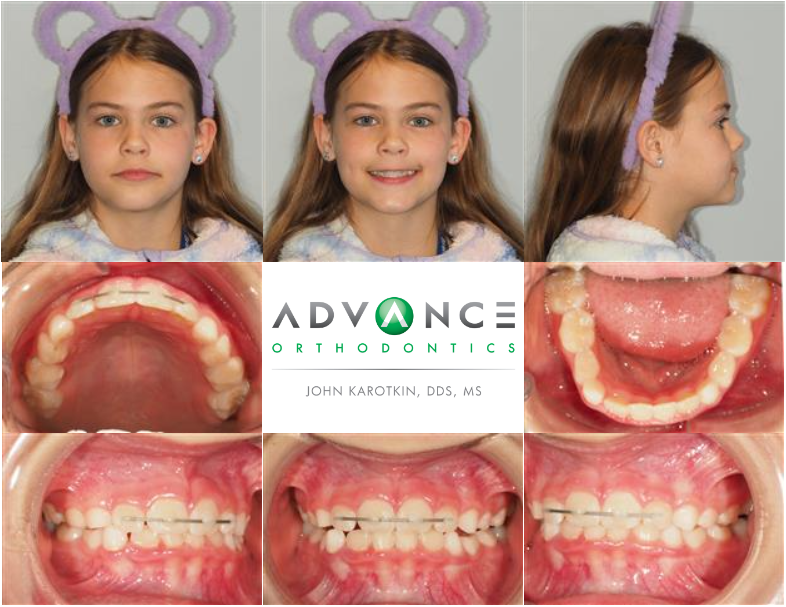 ADVANCE
ORTHODONTICS
JOHN KAROTKIN, DDS, MS